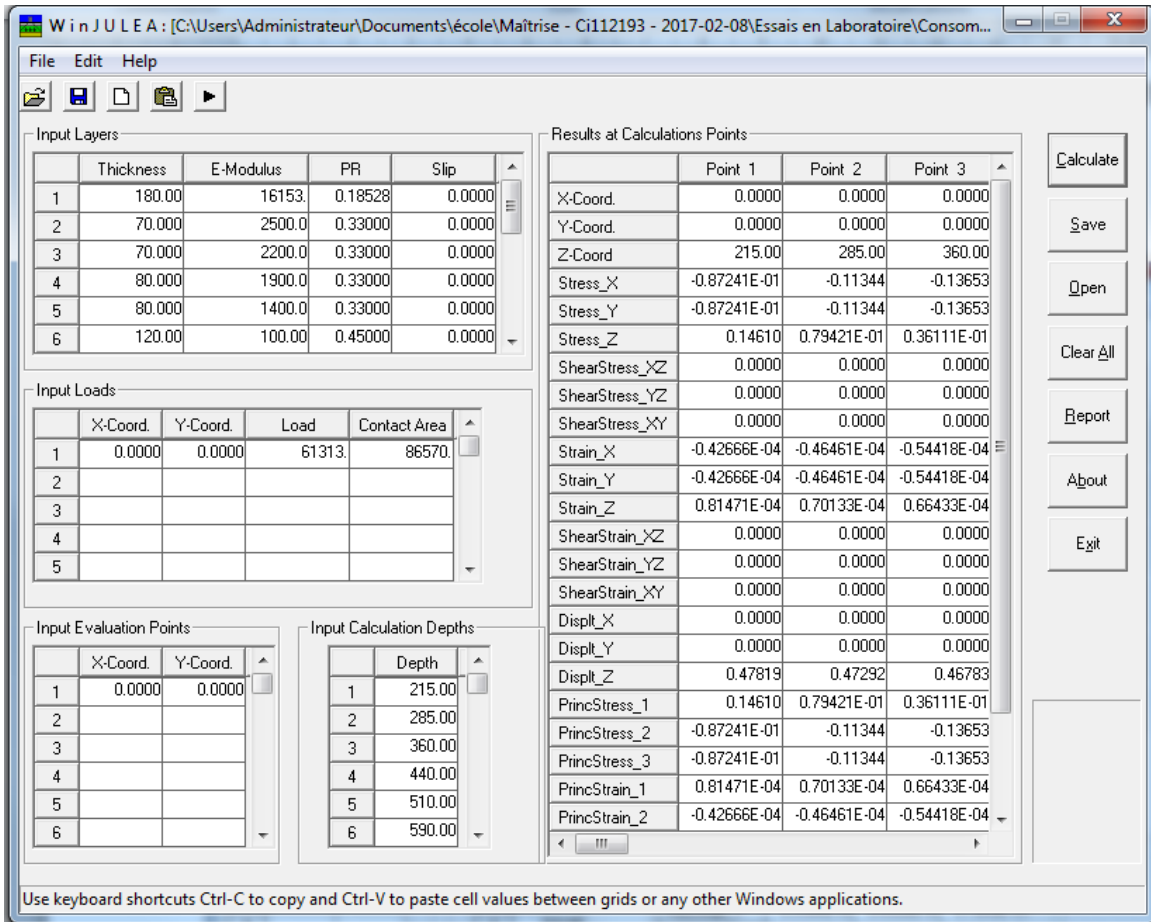 W i n J U L E A : [C:\Users\Administrateur\Documents\école\Maîtrise - Ci112193 - 2017-02-08\Essais en Laboratoire\Consom...
File Edit Help
Input Layers
Thickness E-Modulus PR Slip
1 180.00 16153. 0.18528 0.0000
2 70.000 2500.0 0.33000 0.0000
3 70.000 2200.0 0.33000 0.0000
4 80.000 1900.0 0.33000 0.0000
5 80.000 1400.0 0.33000 0.0000
6 120.00 100.00 0.45000 0.0000
Input Loads
X-Coord. Y-Coord. Load Contact Area
1 0.0000 0.0000 61313. 86570.
2
3
4
5
Input Evaluation Points
X-Coord. Y-Coord.
1 0.0000 0.0000
2
3
4
5
6
Input Calculation Depths
Depth
1 215.00
2 285.00
3 360.00
4 440.00
5 510.00
6 590.00
Results at Calculations Points
Point 1 Point 2 Point 3
X-Coord. 0.0000 0.0000 0.0000
Y-Coord. 0.0000 0.0000 0.0000
Z-Coord 215.00 285.00 360.00
Stress_X -0.87241E-01 -0.11344 -0.13653
Stress_Y -0.87241E-01 -0.11344 -0.13653
Stress_Z 0.14610 0.79421E-01 0.36111E-01
ShearStress_XZ 0.0000 0.0000 0.0000
ShearStress_YZ 0.0000 0.0000 0.0000
ShearStress_XY 0.0000 0.0000 0.0000
Strain_X -0.42666E-04 -0.46461E-04 -0.54418E-04
Strain_Y -0.42666E-04 -0.46461E-04 -0.54418E-04
Strain_Z 0.81471E-04 0.70133E-04 0.66433E-04
ShearStrain_XZ 0.0000 0.0000 0.0000
ShearStrain_YZ 0.0000 0.0000 0.0000
ShearStrain_XY 0.0000 0.0000 0.0000
Displt_X 0.0000 0.0000 0.0000
Displt_Y 0.0000 0.0000 0.0000
Displt_Z 0.47819 0.47292 0.46783
PrincStress_1 0.14610 0.79421E-01 0.36111E-01
PrincStress_2 -0.87241E-01 -0.11344 -0.13653
PrincStress_3 -0.87241E-01 -0.11344 -0.13653
PrincStrain_1 0.81471E-04 0.70133E-04 0.66433E-04
PrincStrain_2 -0.42666E-04 -0.46461E-04 -0.54418E-04
Calculate
Save
Open
Clear All
Report
About
Exit
Use keyboard shortcuts Ctrl-C to copy and Ctrl-V to paste cell values between grids or any other Windows applications.